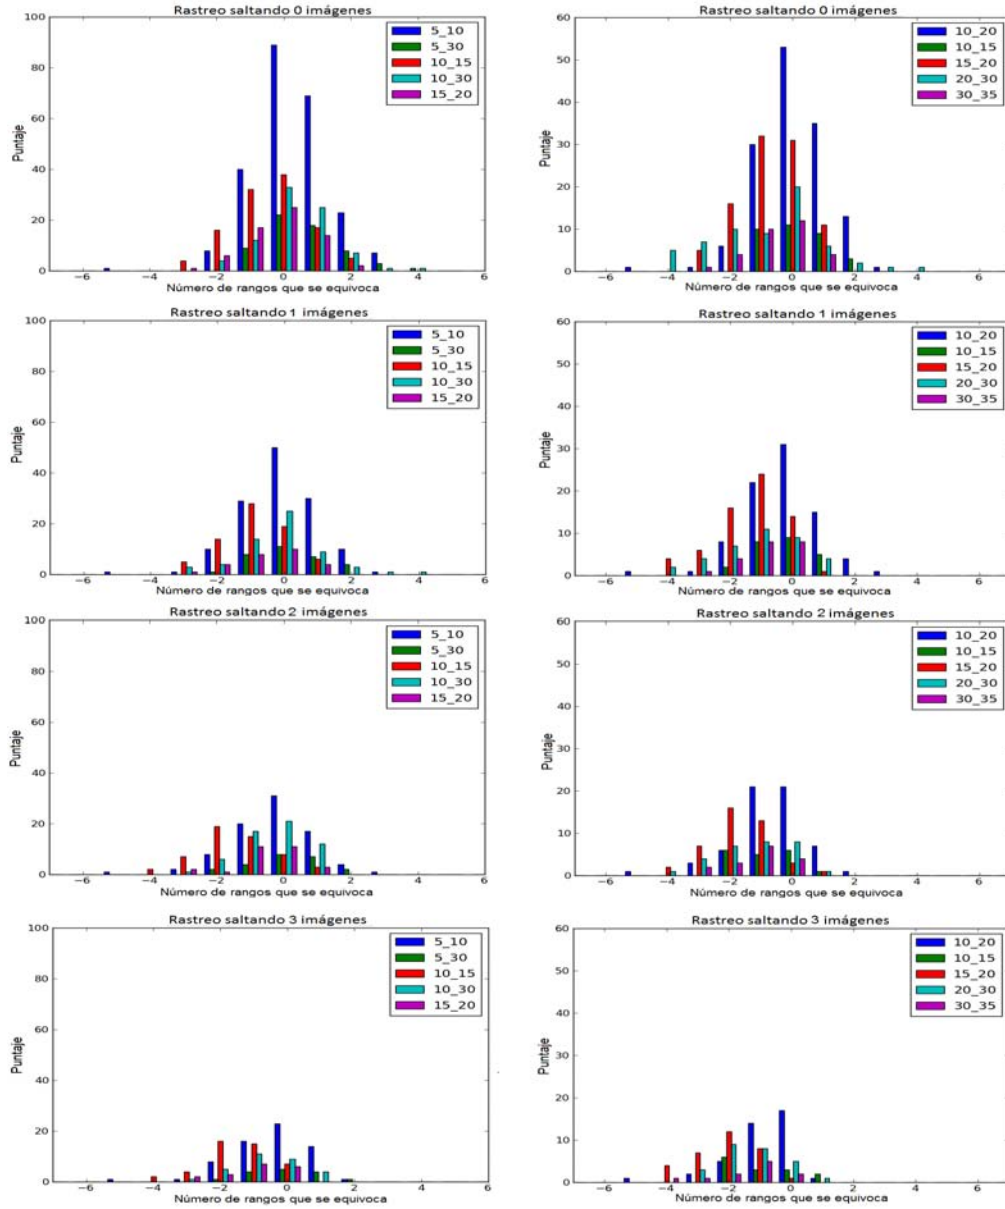 Rastreo saltando 0 imágenes
100
80
60
40
20
0
Puntaje
5_10
5_30
10_15
10_30
15_20
−6 −4 −2 0 2 4 6
Número de rangos que se equivoca
Rastreo saltando 0 imágenes
60
50
40
30
20
10
0
Puntaje
10_20
10_15
15_20
20_30
30_35
−6 −4 −2 0 2 4 6
Número de rangos que se equivoca
Rastreo saltando 1 imágenes
100
80
60
40
20
0
Puntaje
5_10
5_30
10_15
10_30
15_20
−6 −4 −2 0 2 4 6
Número de rangos que se equivoca
Rastreo saltando 1 imágenes
60
50
40
30
20
10
0
Puntaje
10_20
10_15
15_20
20_30
30_35
−6 −4 −2 0 2 4 6
Número de rangos que se equivoca
Rastreo saltando 2 imágenes
100
80
60
40
20
0
Puntaje
5_10
5_30
10_15
10_30
15_20
−6 −4 −2 0 2 4 6
Número de rangos que se equivoca
Rastreo saltando 2 imágenes
60
50
40
30
20
10
0
Puntaje
10_20
10_15
15_20
20_30
30_35
−6 −4 −2 0 2 4 6
Número de rangos que se equivoca
Rastreo saltando 3 imágenes
100
80
60
40
20
0
Puntaje
5_10
5_30
10_15
10_30
15_20
−6 −4 −2 0 2 4 6
Número de rangos que se equivoca
Rastreo saltando 3 imágenes
60
50
40
30
20
10
0
Puntaje
10_20
10_15
15_20
20_30
30_35
−6 −4 −2 0 2 4 6
Número de rangos que se equivoca